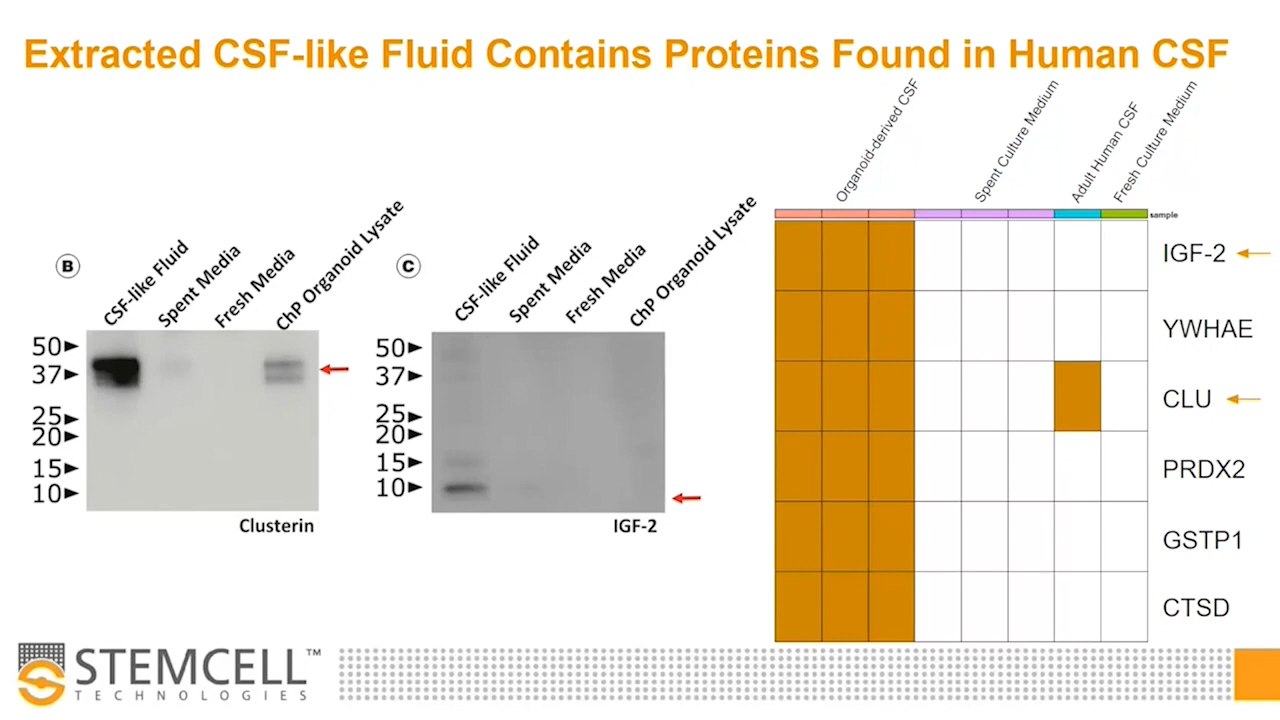 Extracted CSF-like Fluid Contains Proteins Found in Human CSF
B
CSF-like Fluid
Spent Media
Fresh Media
ChP Organoid Lysate
50
37
25
20
15
10
Clusterin
C
CSF-like Fluid
Spent Media
Fresh Media
ChP Organoid Lysate
50
37
25
20
15
10
IGF-2
Organoid-derived CSF
Spent Culture Medium
Adult Human CSF
Fresh Culture Medium
sample
IGF-2
YWHAE
CLU
PRDX2
GSTP1
CTSD
STEMCELL™
TECHNOLOGIES